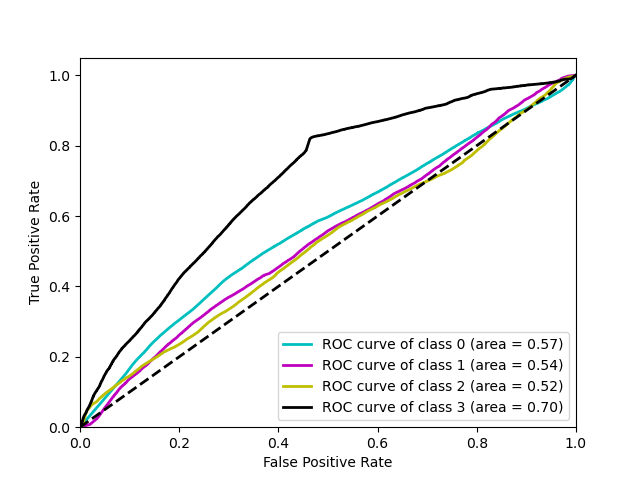 True Positive Rate
1.0
0.8
0.6
0.4
0.2
0.0
0.0 0.2 0.4 0.6 0.8 1.0
False Positive Rate
ROC curve of class 0 (area = 0.57)
ROC curve of class 1 (area = 0.54)
ROC curve of class 2 (area = 0.52)
ROC curve of class 3 (area = 0.70)